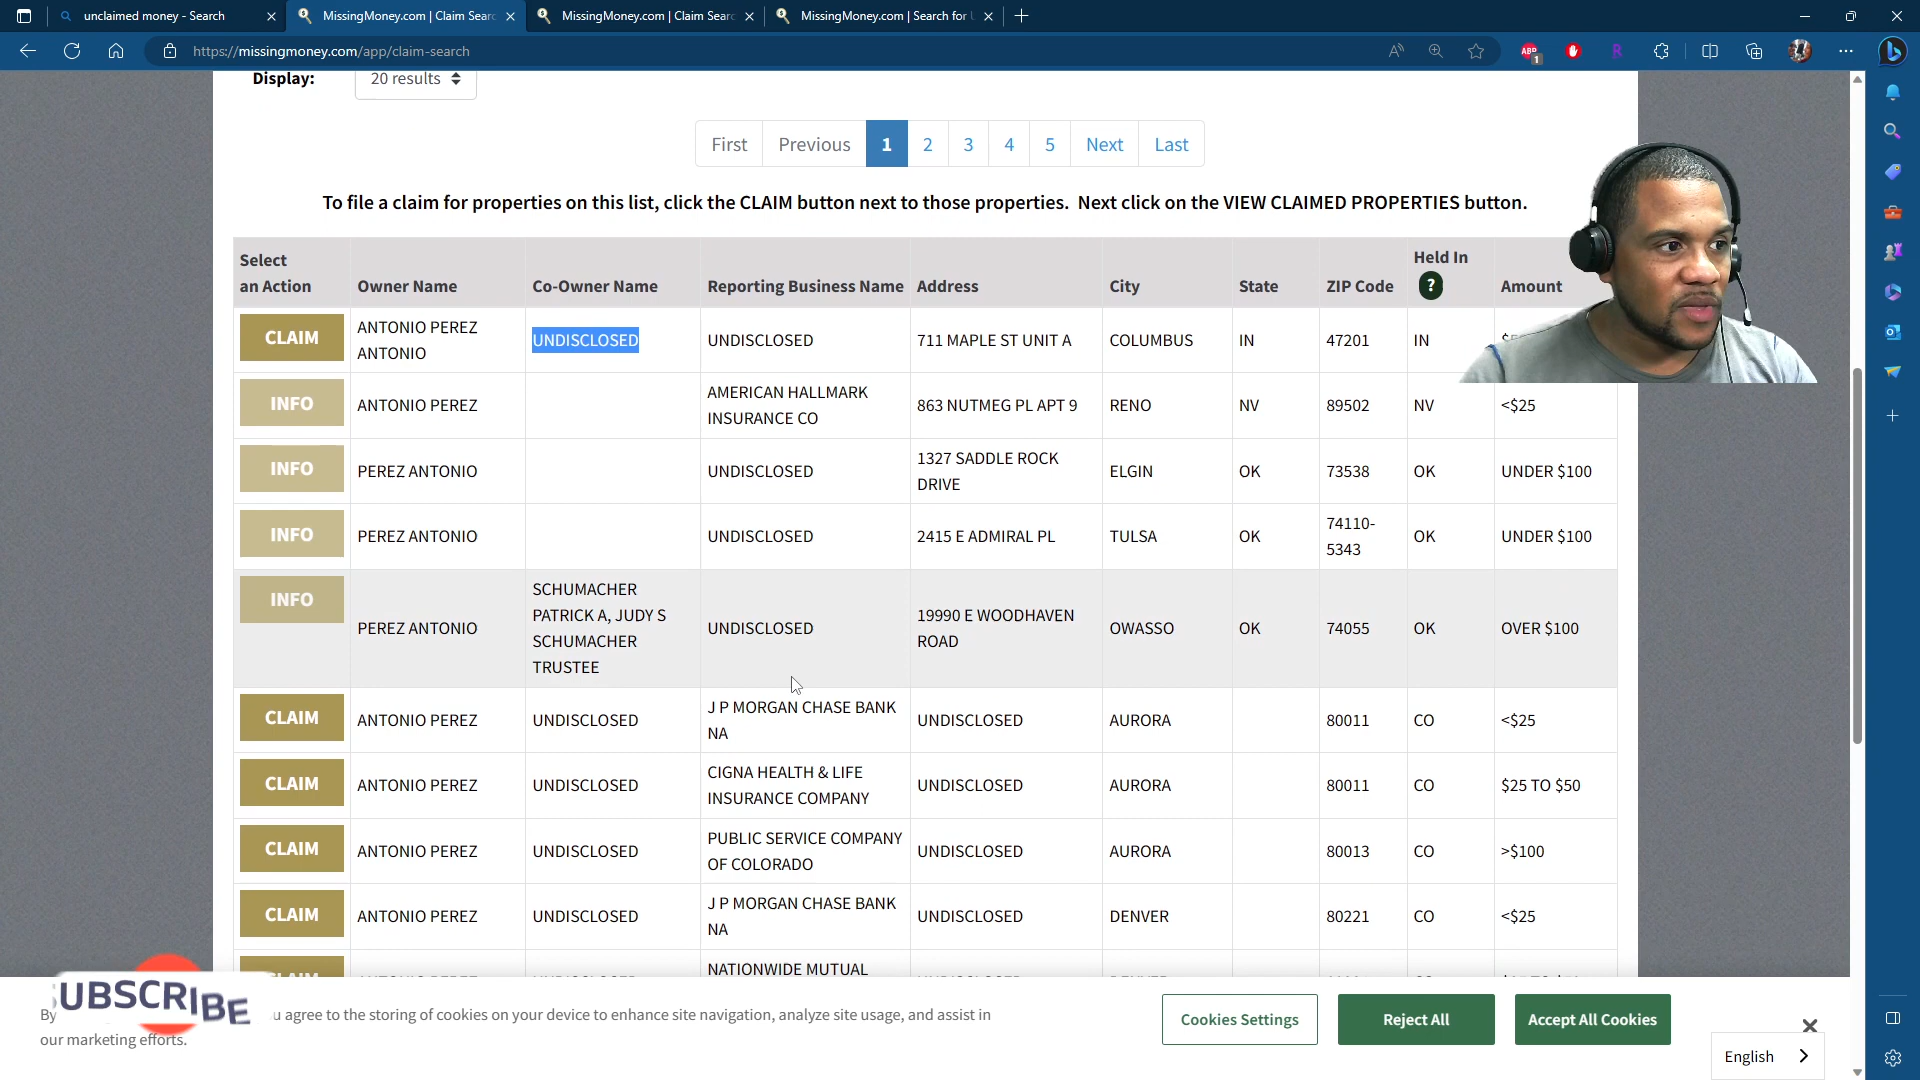 unclaimed money - Search
MissingMoney.com | Claim Searc
MissingMoney.com | Claim Searc
MissingMoney.com | Search for U
https://missingmoney.com/app/claim-search
Display:
20 results
First Previous 1 2 3 4 5 Next Last
To file a claim for properties on this list, click the CLAIM button next to those properties. Next click on the VIEW CLAIMED PROPERTIES button.
Select an Action Owner Name Co-Owner Name Reporting Business Name Address City State ZIP Code Held In ? Amount
CLAIM ANTONIO PEREZ ANTONIO UNDISCLOSED UNDISCLOSED 711 MAPLE ST UNIT A COLUMBUS IN 47201 IN
INFO ANTONIO PEREZ AMERICAN HALLMARK INSURANCE CO 863 NUTMEG PL APT 9 RENO NV 89502 NV <$25
INFO PEREZ ANTONIO UNDISCLOSED 1327 SADDLE ROCK DRIVE ELGIN OK 73538 OK UNDER $100
INFO PEREZ ANTONIO UNDISCLOSED 2415 E ADMIRAL PL TULSA OK 74110-5343 OK UNDER $100
INFO PEREZ ANTONIO SCHUMACHER PATRICK A, JUDY S SCHUMACHER TRUSTEE UNDISCLOSED 19990 E WOODHAVEN ROAD OWASSO OK 74055 OK OVER $100
CLAIM ANTONIO PEREZ UNDISCLOSED J P MORGAN CHASE BANK NA UNDISCLOSED AURORA 80011 CO <$25
CLAIM ANTONIO PEREZ UNDISCLOSED CIGNA HEALTH & LIFE INSURANCE COMPANY UNDISCLOSED AURORA 80011 CO $25 TO $50
CLAIM ANTONIO PEREZ UNDISCLOSED PUBLIC SERVICE COMPANY OF COLORADO UNDISCLOSED AURORA 80013 CO >$100
CLAIM ANTONIO PEREZ UNDISCLOSED J P MORGAN CHASE BANK NA UNDISCLOSED DENVER 80221 CO <$25
NATIONWIDE MUTUAL
SUBSCRIBE
By
u agree to the storing of cookies on your device to enhance site navigation, analyze site usage, and assist in
our marketing efforts.
Cookies Settings
Reject All
Accept All Cookies
English